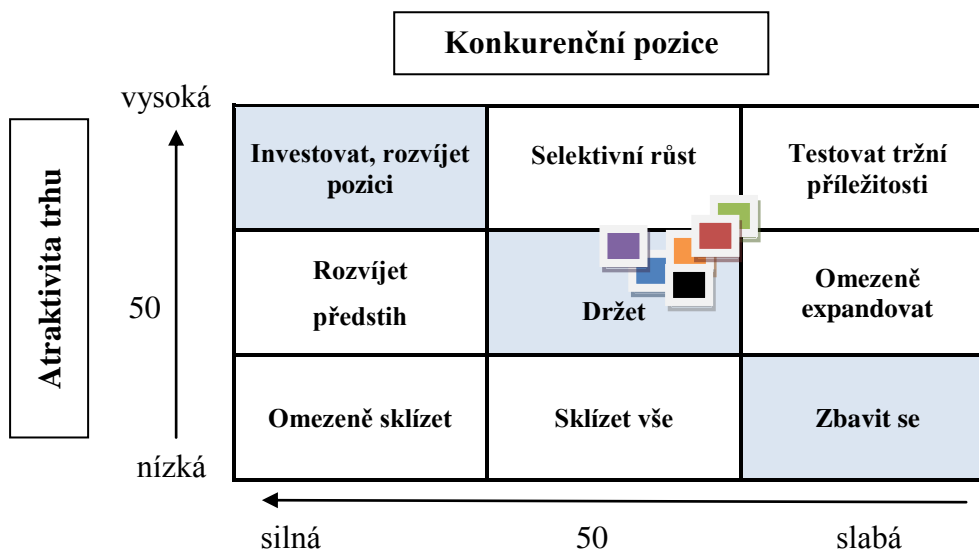 Konkurenční pozice
vysoká
Atraktivita trhu
Investovat, rozvíjet
pozici
Selektivní růst
Testovat tržní
příležitosti
50
Rozvíjet
předstih
Držet
Omezeně
expandovat
Omezeně sklízet
Sklízet vše
Zbavit se
nízká
silná
50
slabá